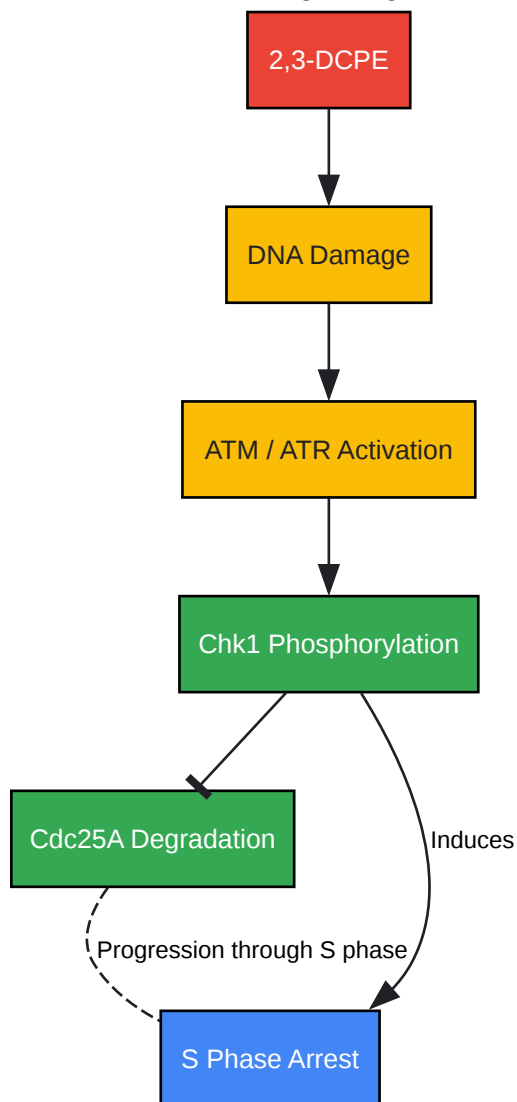 2,3-DCPE
DNA Damage
ATM / ATR Activation
Chk1 Phosphorylation
Cdc25A Degradation
Induces
Progression through S phase
S Phase Arrest